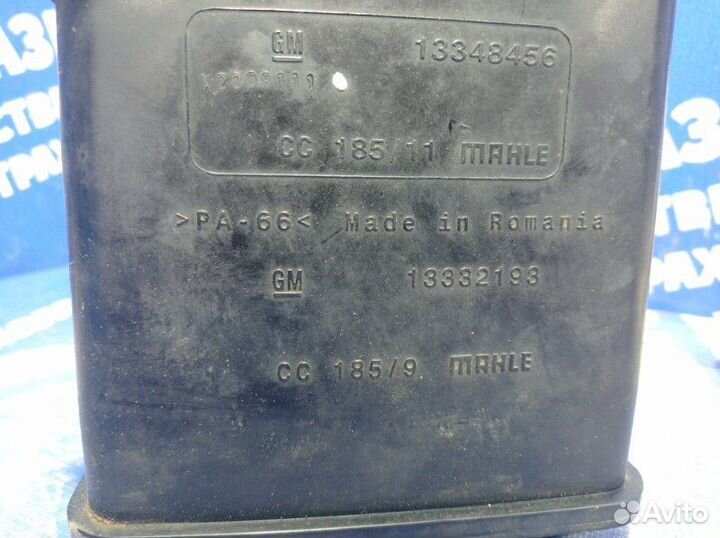 GM 13348456
CC 185/11 MAHLE
>PA-66< Made in Romania
GM 13332193
CC 185/9 MAHLE
Avito